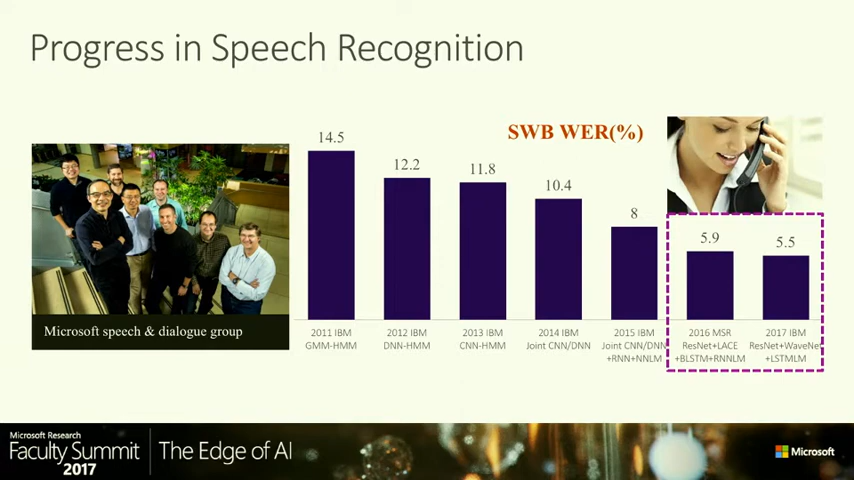 Progress in Speech Recognition
SWB WER(%)
14.5
12.2
11.8
10.4
8
5.9
5.5
Microsoft speech & dialogue group
2011 IBM
GMM-HMM
2012 IBM
DNN-HMM
2013 IBM
CNN-HMM
2014 IBM
Joint CNN/DNN
2015 IBM
Joint CNN/DNN
+RNN+NNLM
2016 MSR
ResNet+LACE
+BLSTM+RNNLM
2017 IBM
ResNet+WaveNet
+LSTMLM
Microsoft Research
Faculty Summit
2017
The Edge of AI
Microsoft